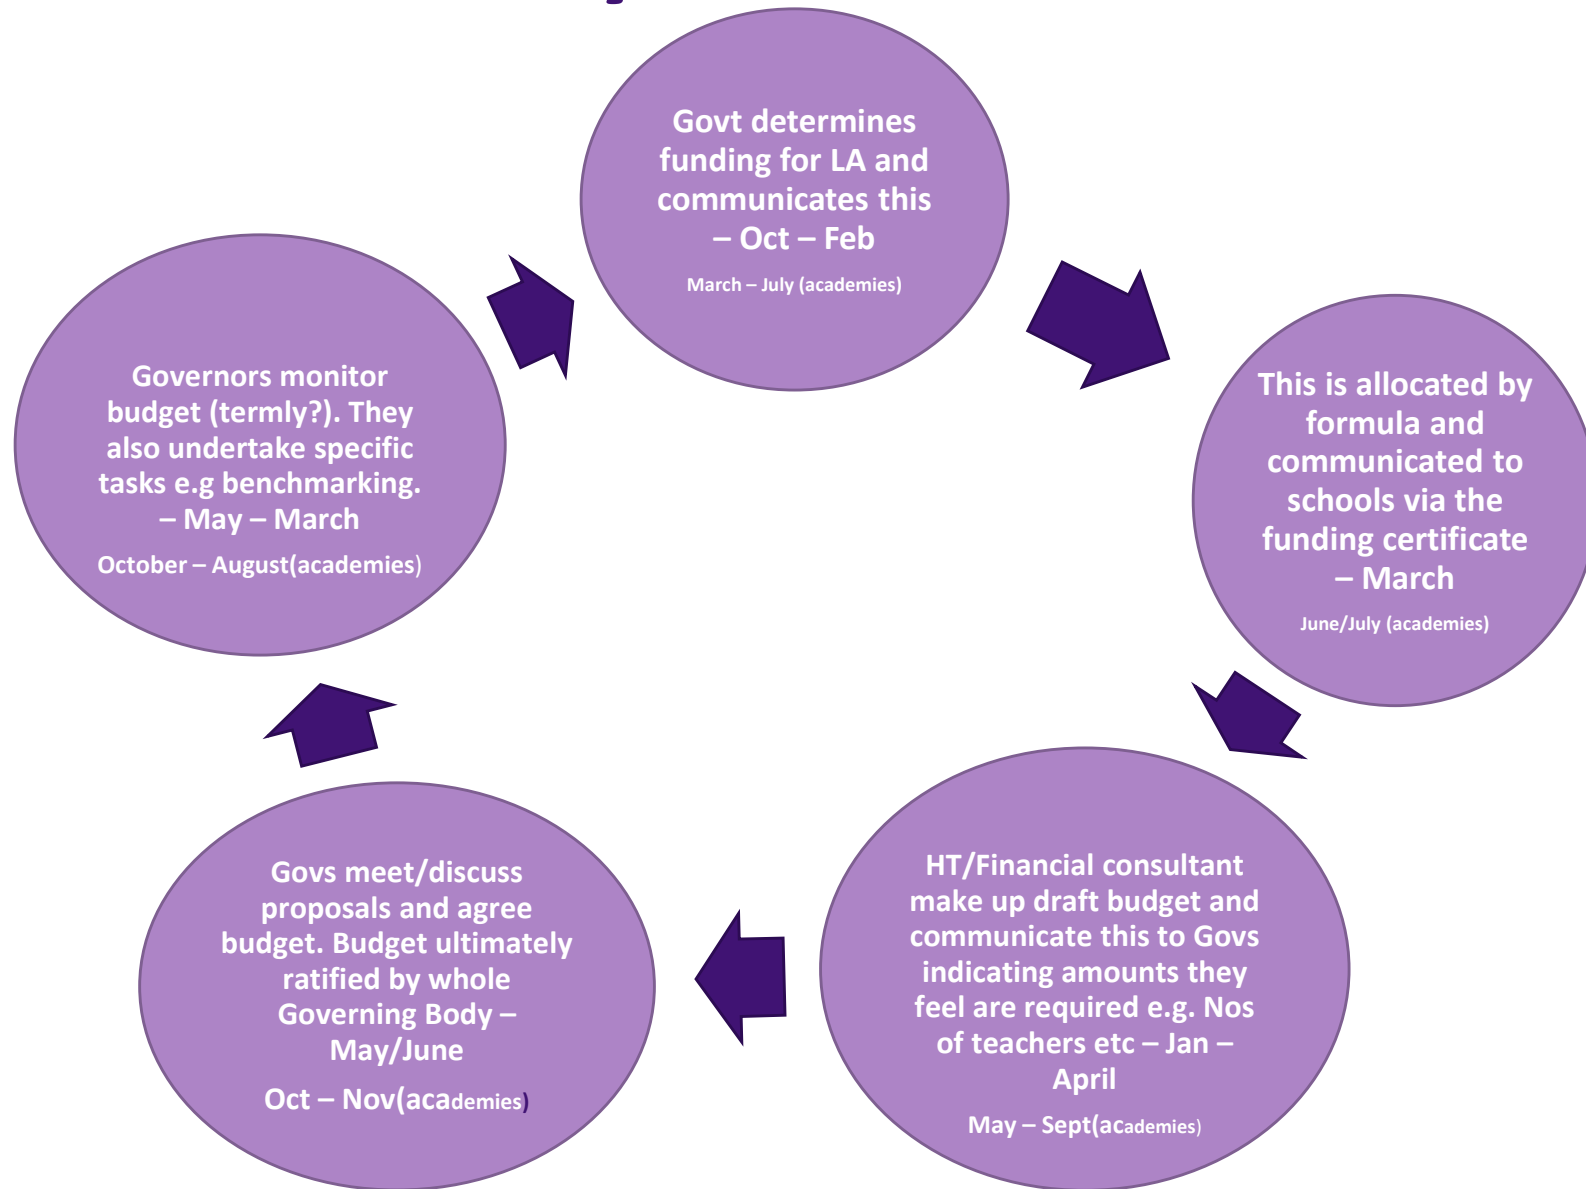 Govt determines
funding for LA and
communicates this
– Oct – Feb
March – July (academies)
This is allocated by
formula and
communicated to
schools via the
funding certificate
– March
June/July (academies)
HT/Financial consultant
make up draft budget and
communicate this to Govs
indicating amounts they
feel are required e.g. Nos
of teachers etc – Jan –
April
May – Sept(academies)
Govs meet/discuss
proposals and agree
budget. Budget ultimately
ratified by whole
Governing Body –
May/June
Oct – Nov(academies)
Governors monitor
budget (termly?). They
also undertake specific
tasks e.g benchmarking.
– May – March
October – August(academies)